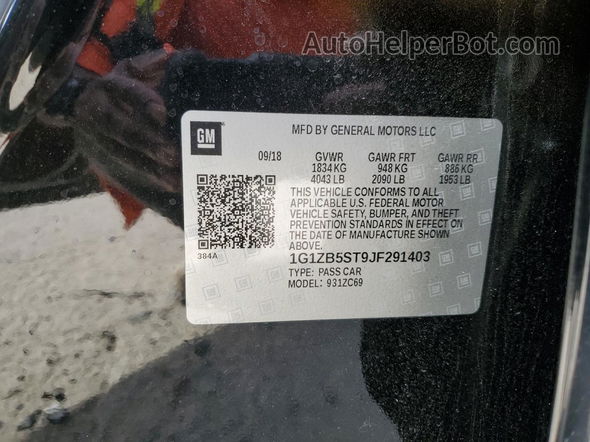 AutoHelperBot.com
GM
MFD BY GENERAL MOTORS LLC
09/18 GVWR GAWR FRT GAWR RR
1834 KG 948 KG 886 KG
4043 LB 2090 LB 1953 LB
THIS VEHICLE CONFORMS TO ALL
APPLICABLE U.S. FEDERAL MOTOR
VEHICLE SAFETY, BUMPER, AND THEFT
PREVENTION STANDARDS IN EFFECT ON
THE DATE OF MANUFACTURE SHOWN
ABOVE.
384A 1G1ZB5ST9JF291403
TYPE: PASS CAR
MODEL: 931ZC69